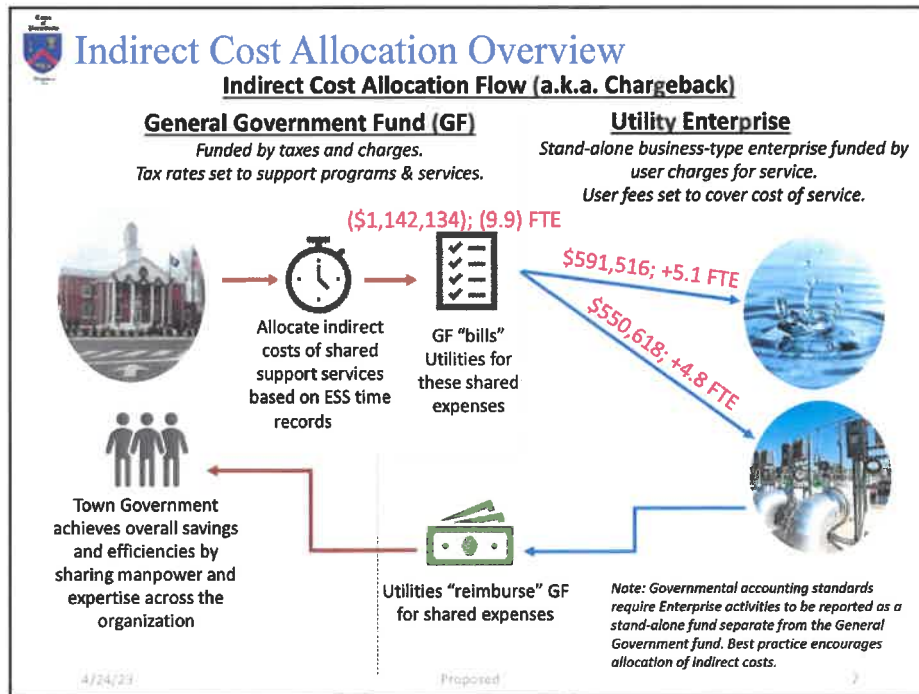 Town
of
Indirect Cost Allocation Overview
Indirect Cost Allocation Flow (a.k.a. Chargeback)
General Government Fund (GF)
Funded by taxes and charges.
Tax rates set to support programs & services.
Utility Enterprise
Stand-alone business-type enterprise funded by
user charges for service.
User fees set to cover cost of service.
($1,142,134); (9.9) FTE
$591,516; +5.1 FTE
$550,618; +4.8 FTE
Allocate indirect
costs of shared
support services
based on ESS time
records
GF "bills"
Utilities for
these shared
expenses
Town Government
achieves overall savings
and efficiencies by
sharing manpower and
expertise across the
organization
Utilities "reimburse" GF
for shared expenses
Note: Governmental accounting standards
require Enterprise activities to be reported as a
stand-alone fund separate from the General
Government fund. Best practice encourages
allocation of indirect costs.
4/24/23
Proposed